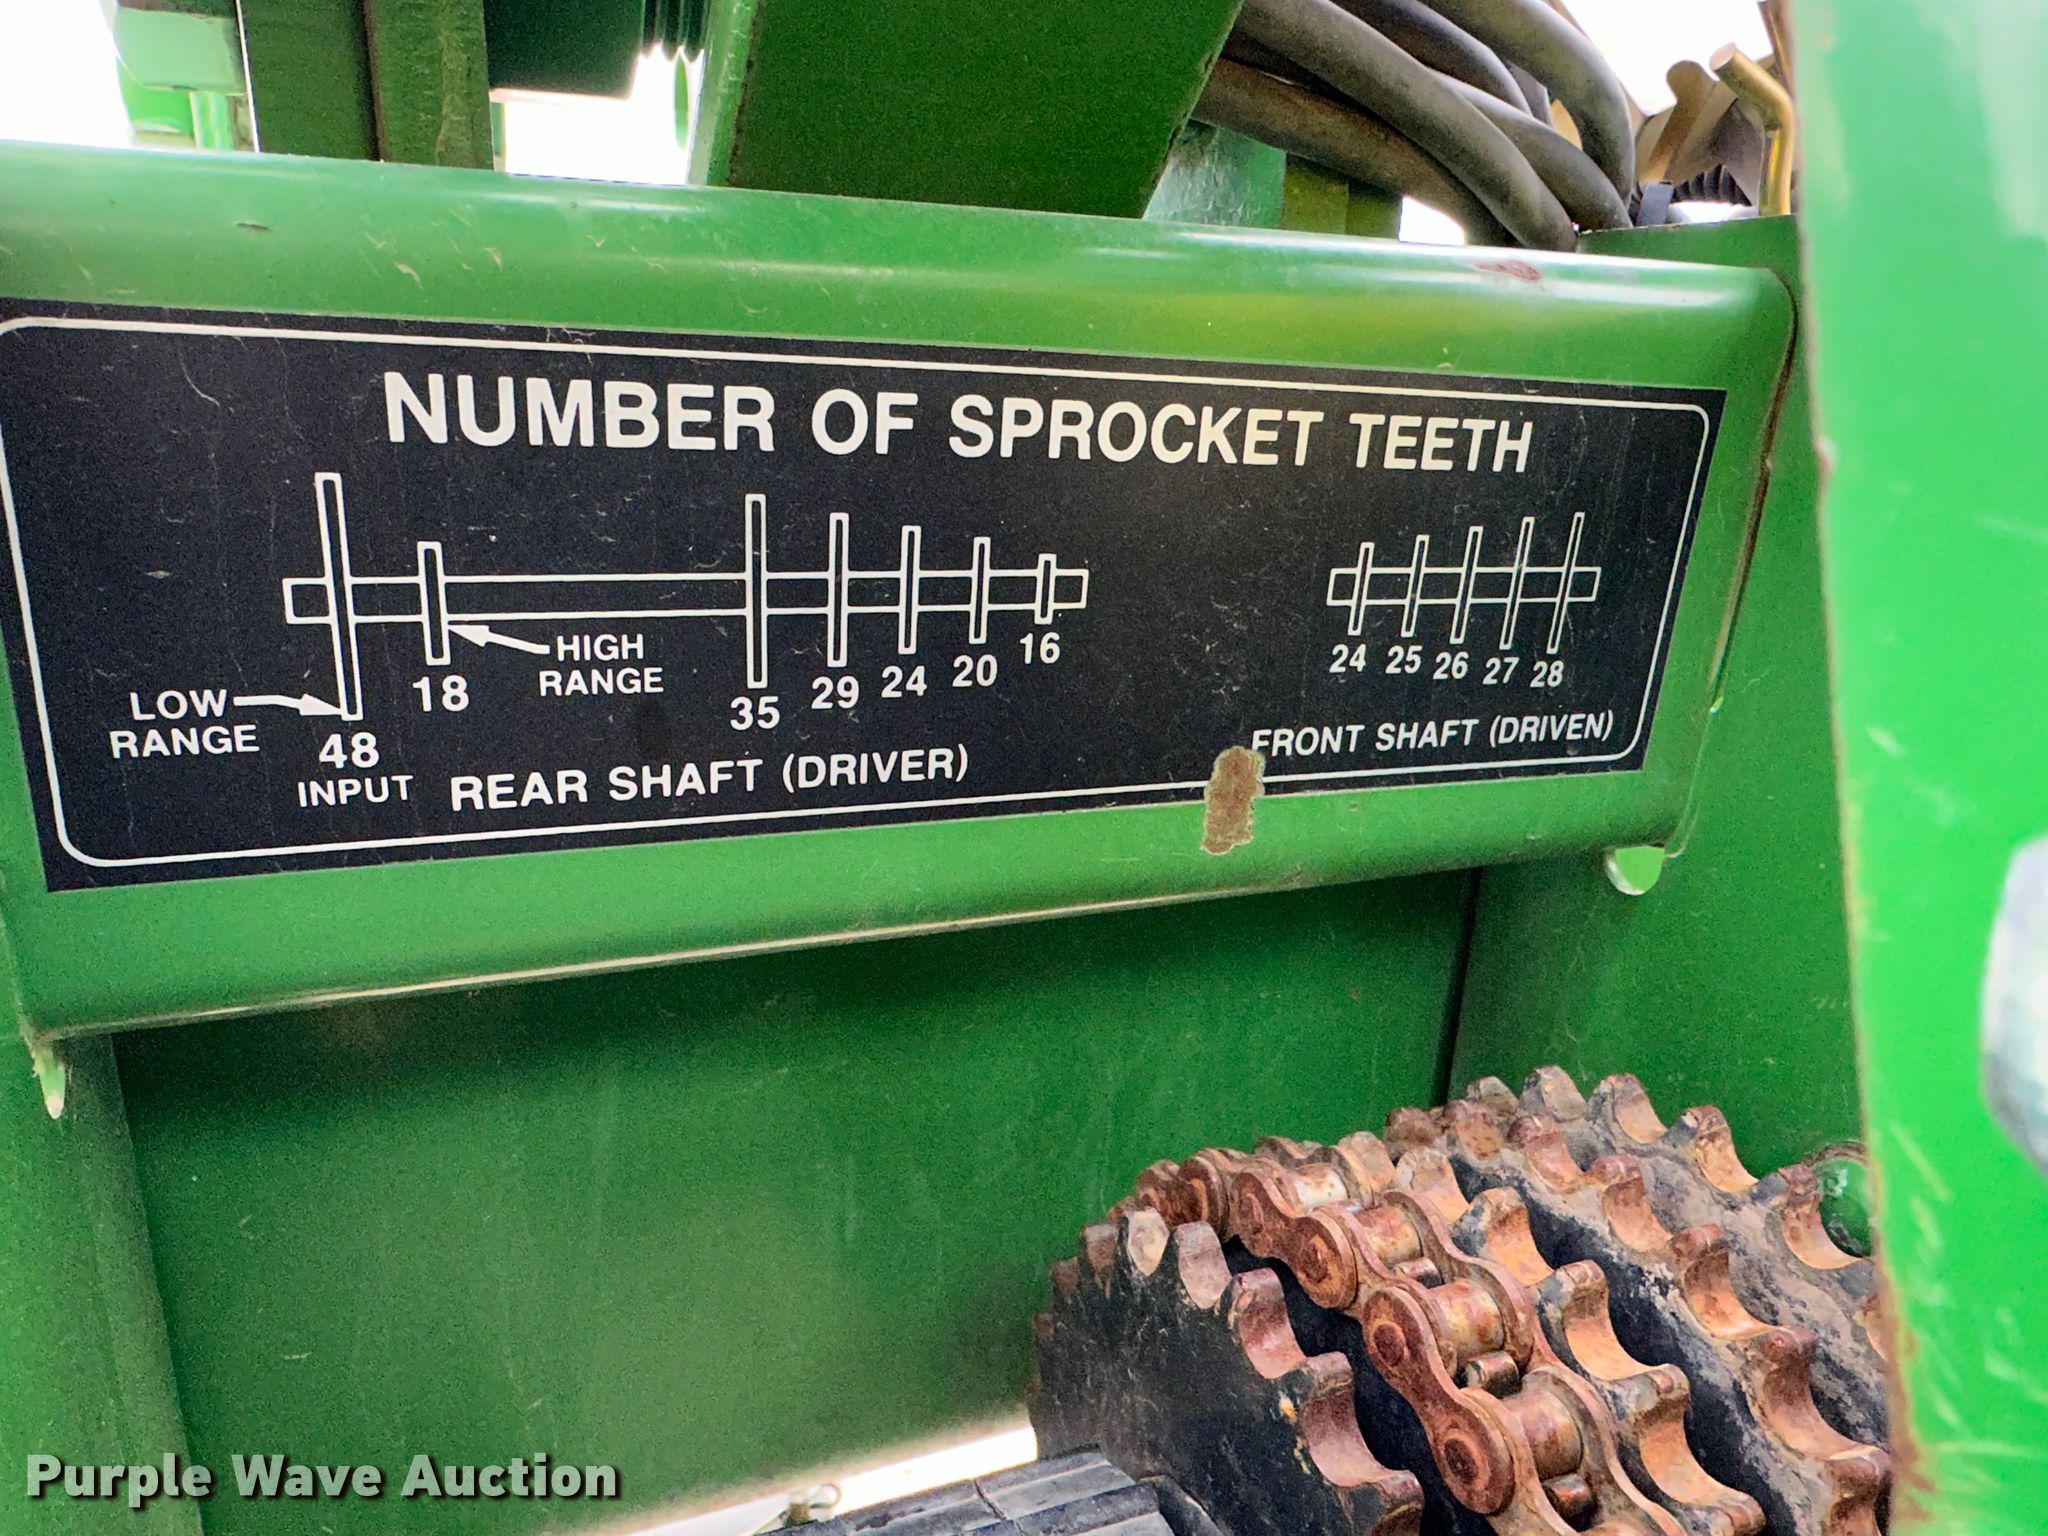 NUMBER OF SPROCKET TEETH
LOW
RANGE
48
INPUT
18
HIGH
RANGE
35
29
24
20
16
REAR SHAFT (DRIVER)
24
25
26
27
28
FRONT SHAFT (DRIVEN)
Purple Wave Auction